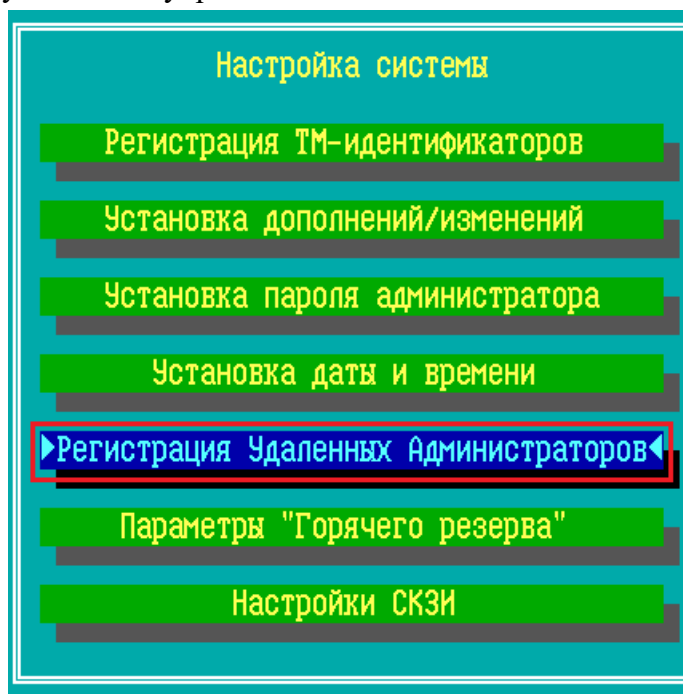 Настройка системы
Регистрация ТМ-идентификаторов
Установка дополнений/изменений
Установка пароля администратора
Установка даты и времени
Регистрация Удаленных Администраторов
Параметры "Горячего резерва"
Настройки СКЗИ